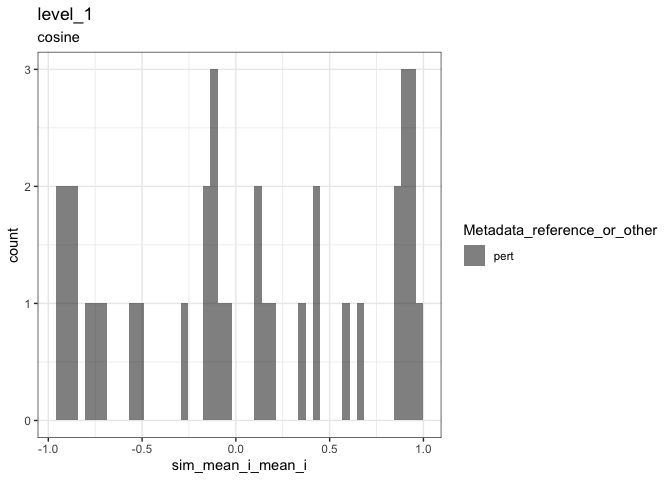 level_1
cosine
3
2
1
0
count
-1.0 -0.5 0.0 0.5 1.0
sim_mean_i_mean_i
Metadata_reference_or_other
pert